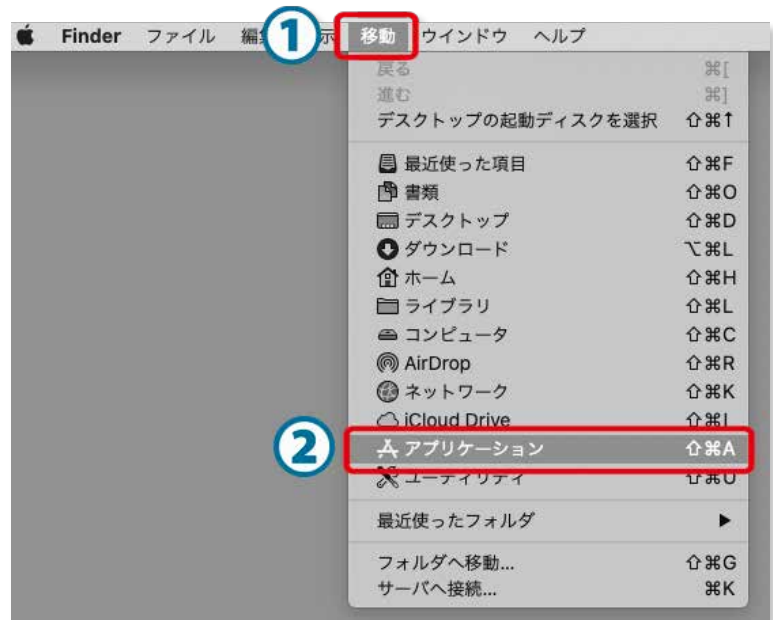 Finder ファイル 編 示 移動 ウインドウ ヘルプ
1
戻る ⌘[
進む ⌘]
デスクトップの起動ディスクを選択 ⇧⌘↑
最近使った項目 ⇧⌘F
書類 ⇧⌘O
デスクトップ ⇧⌘D
ダウンロード ⌥⌘L
ホーム ⇧⌘H
ライブラリ ⇧⌘L
コンピュータ ⇧⌘C
AirDrop ⇧⌘R
ネットワーク ⇧⌘K
iCloud Drive ⇧⌘I
2
アプリケーション ⇧⌘A
ユーティリティ ⇧⌘U
最近使ったフォルダ ▶
フォルダへ移動... ⇧⌘G
サーバへ接続... ⌘K